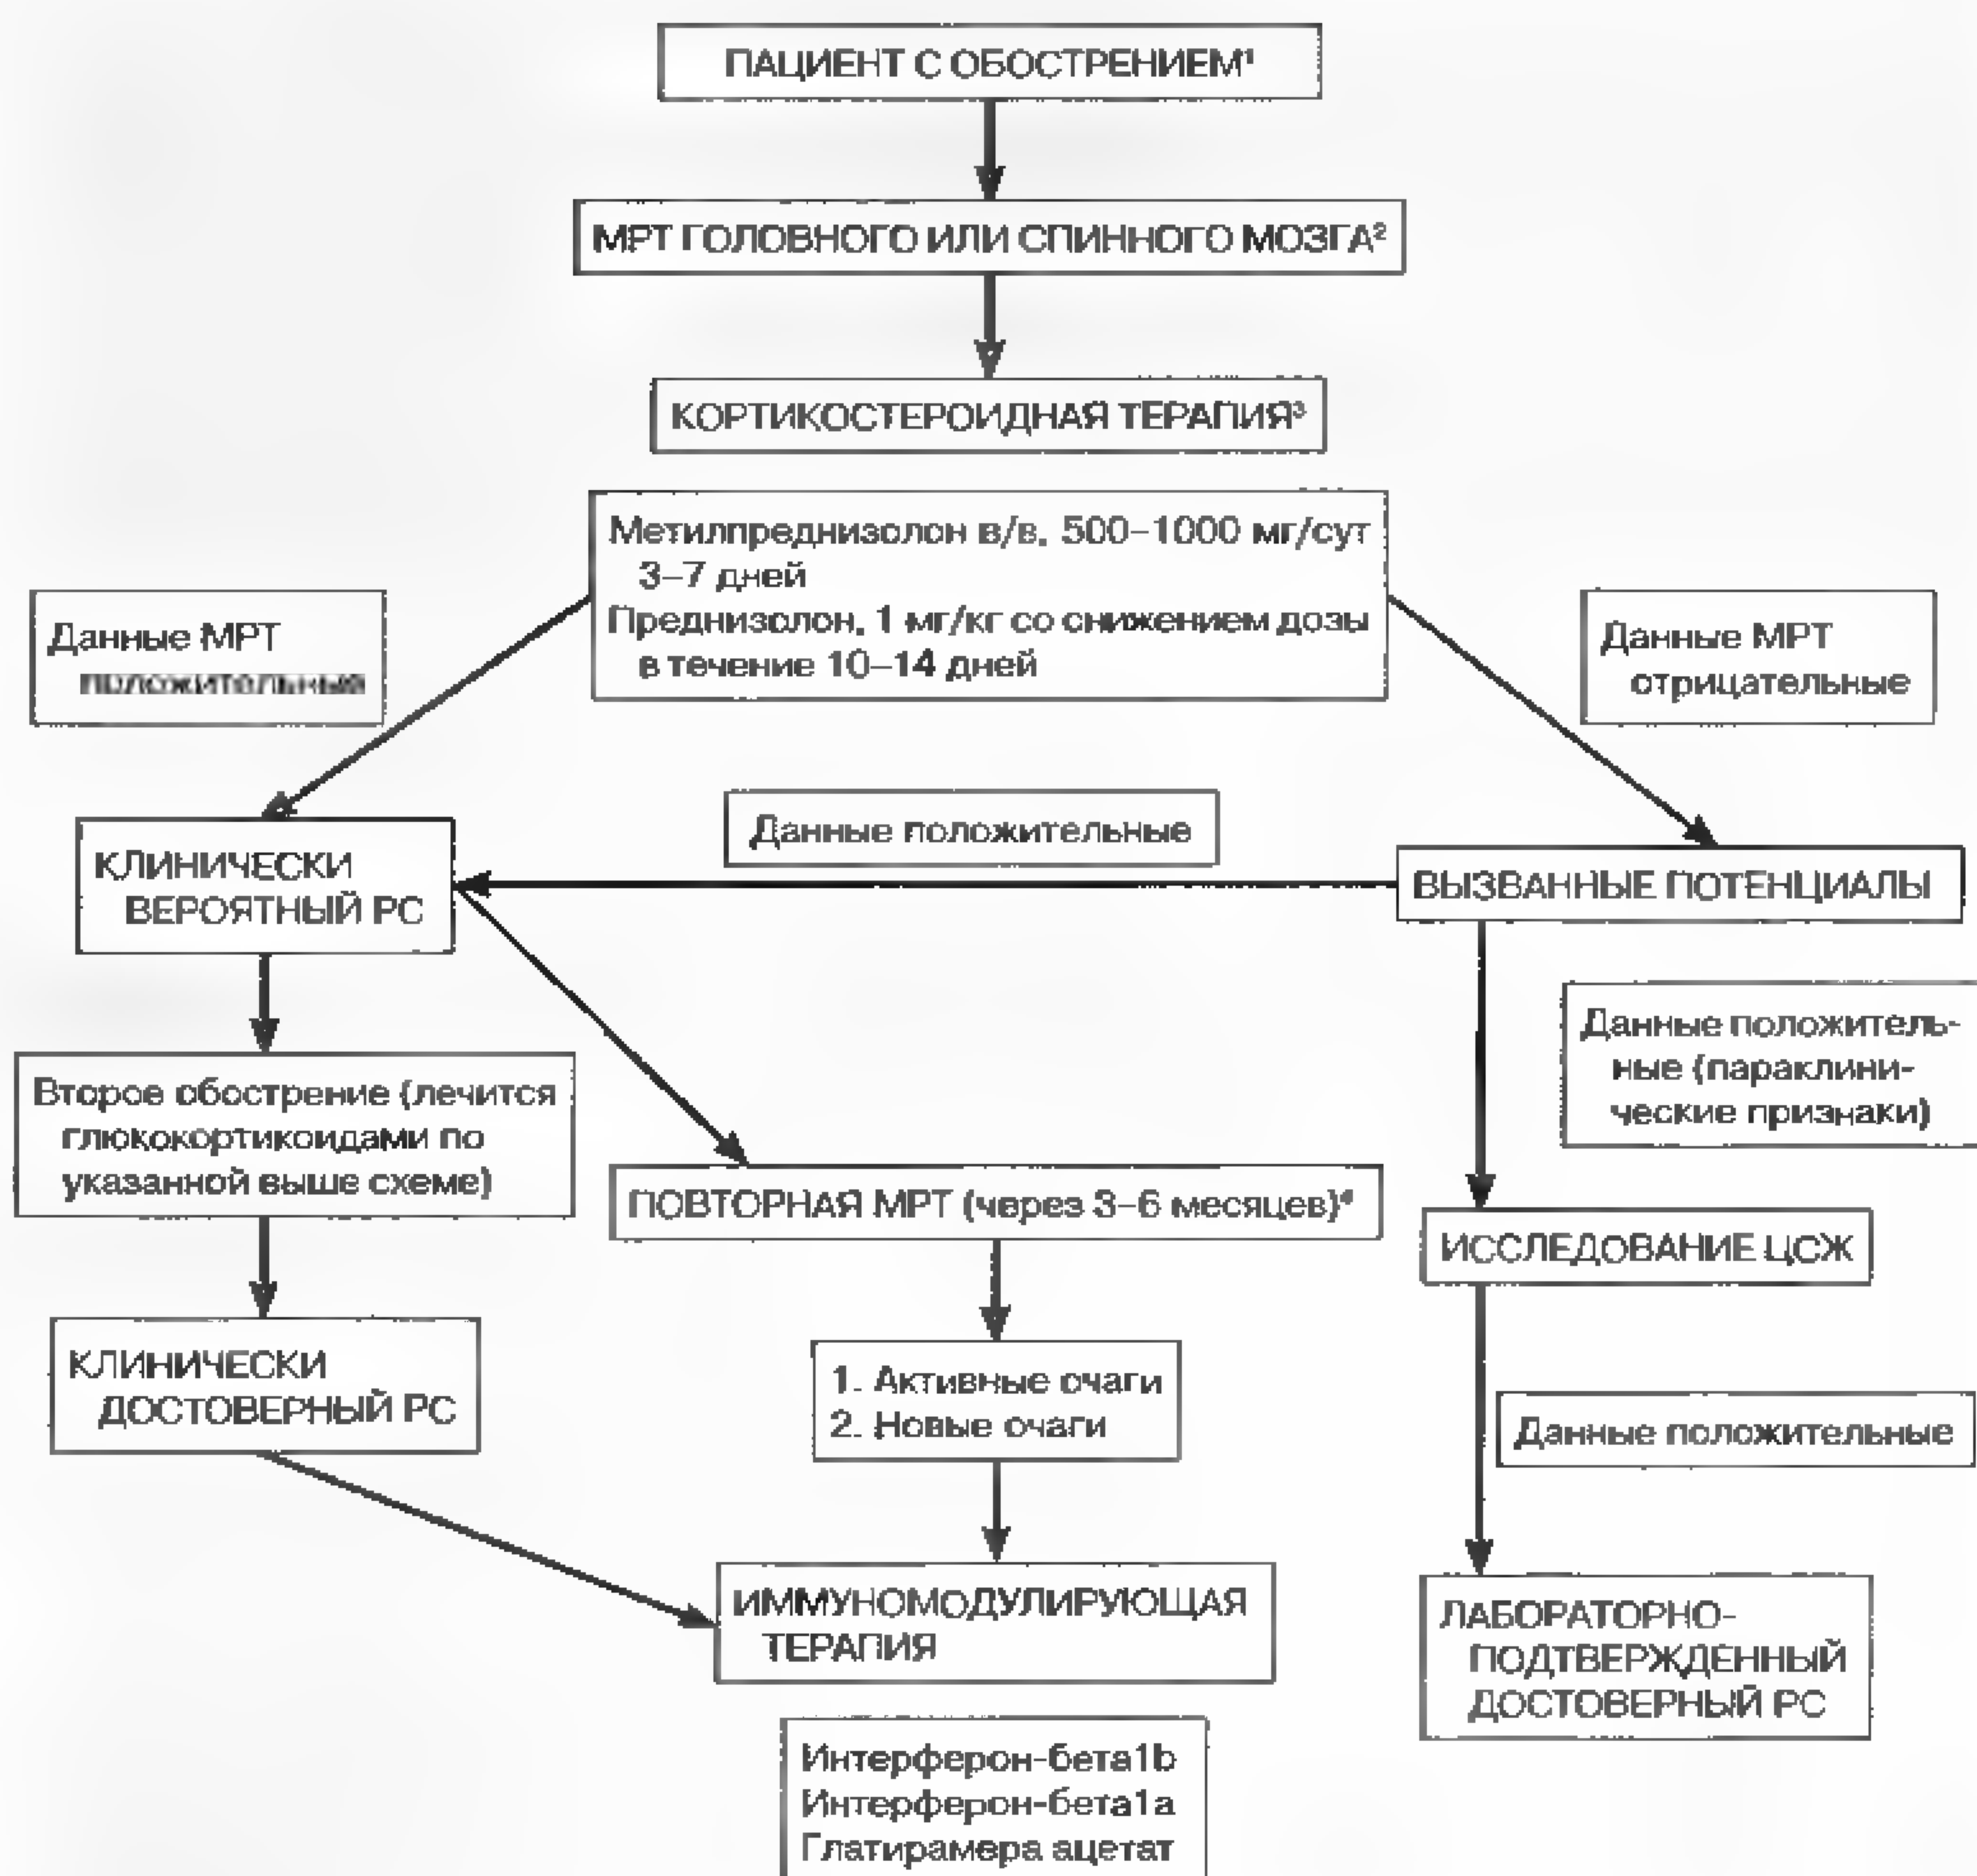 ПАЦИЕНТ С ОБОСТРЕНИЕМ¹
МРТ ГОЛОВНОГО ИЛИ СПИННОГО МОЗГА²
КОРТИКОСТЕРОИДНАЯ ТЕРАПИЯ³
Метилпреднизолон в/в, 500–1000 мг/сут
3–7 дней
Преднизолон, 1 мг/кг со снижением дозы
в течение 10–14 дней
Данные МРТ
положительные
Данные МРТ
отрицательные
Данные положительные
КЛИНИЧЕСКИ
ВЕРОЯТНЫЙ РС
ВЫЗВАННЫЕ ПОТЕНЦИАЛЫ
Данные положитель-
ные (параклини-
ческие признаки)
Второе обострение (лечится
глюкокортикоидами по
указанной выше схеме)
ПОВТОРНАЯ МРТ (через 3–6 месяцев)⁴
ИССЛЕДОВАНИЕ ЦСЖ
КЛИНИЧЕСКИ
ДОСТОВЕРНЫЙ РС
1. Активные очаги
2. Новые очаги
Данные положительные
ИММУНОМОДУЛИРУЮЩАЯ
ТЕРАПИЯ
ЛАБОРАТОРНО-
ПОДТВЕРЖДЕННЫЙ
ДОСТОВЕРНЫЙ РС
Интерферон-бета1b
Интерферон-бета1a
Глатирамера ацетат